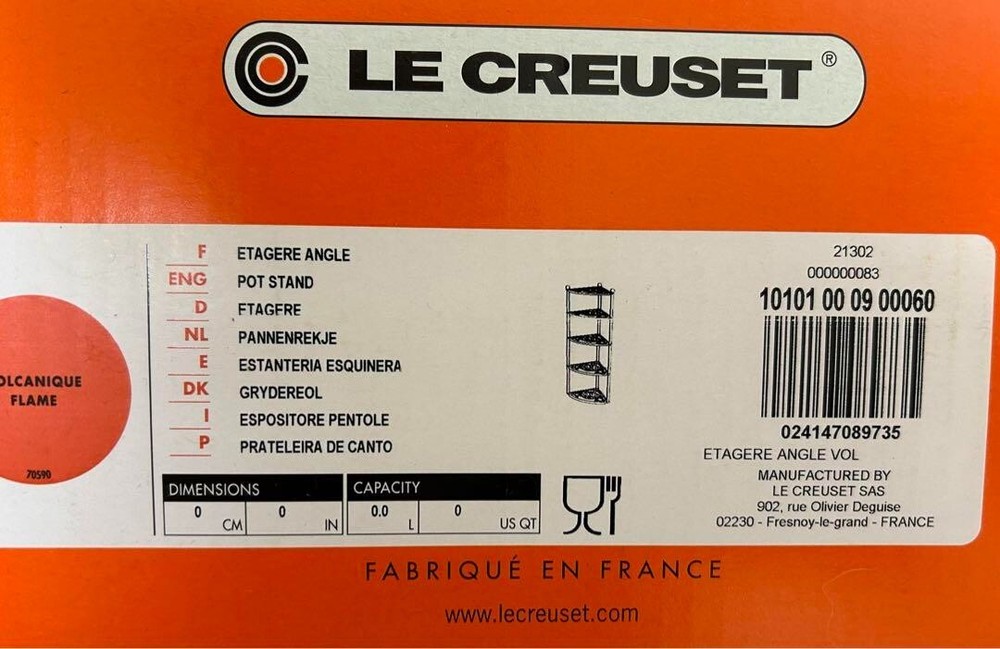 LE CREUSET ®
F ETAGERE ANGLE
ENG POT STAND
D ETAGERE
NL PANNENREKJE
E ESTANTERIA ESQUINERA
DK GRYDEREOL
I ESPOSITORE PENTOLE
P PRATELEIRA DE CANTO
OLCANIQUE
FLAME
70590
DIMENSIONS CAPACITY
0 CM 0 IN 0.0 L 0 US QT
21302
000000083
10101 00 09 00060
024147089735
ETAGERE ANGLE VOL
MANUFACTURED BY
LE CREUSET SAS
902, rue Olivier Deguise
02230 - Fresnoy-le-grand - FRANCE
FABRIQUÉ EN FRANCE
www.lecreuset.com